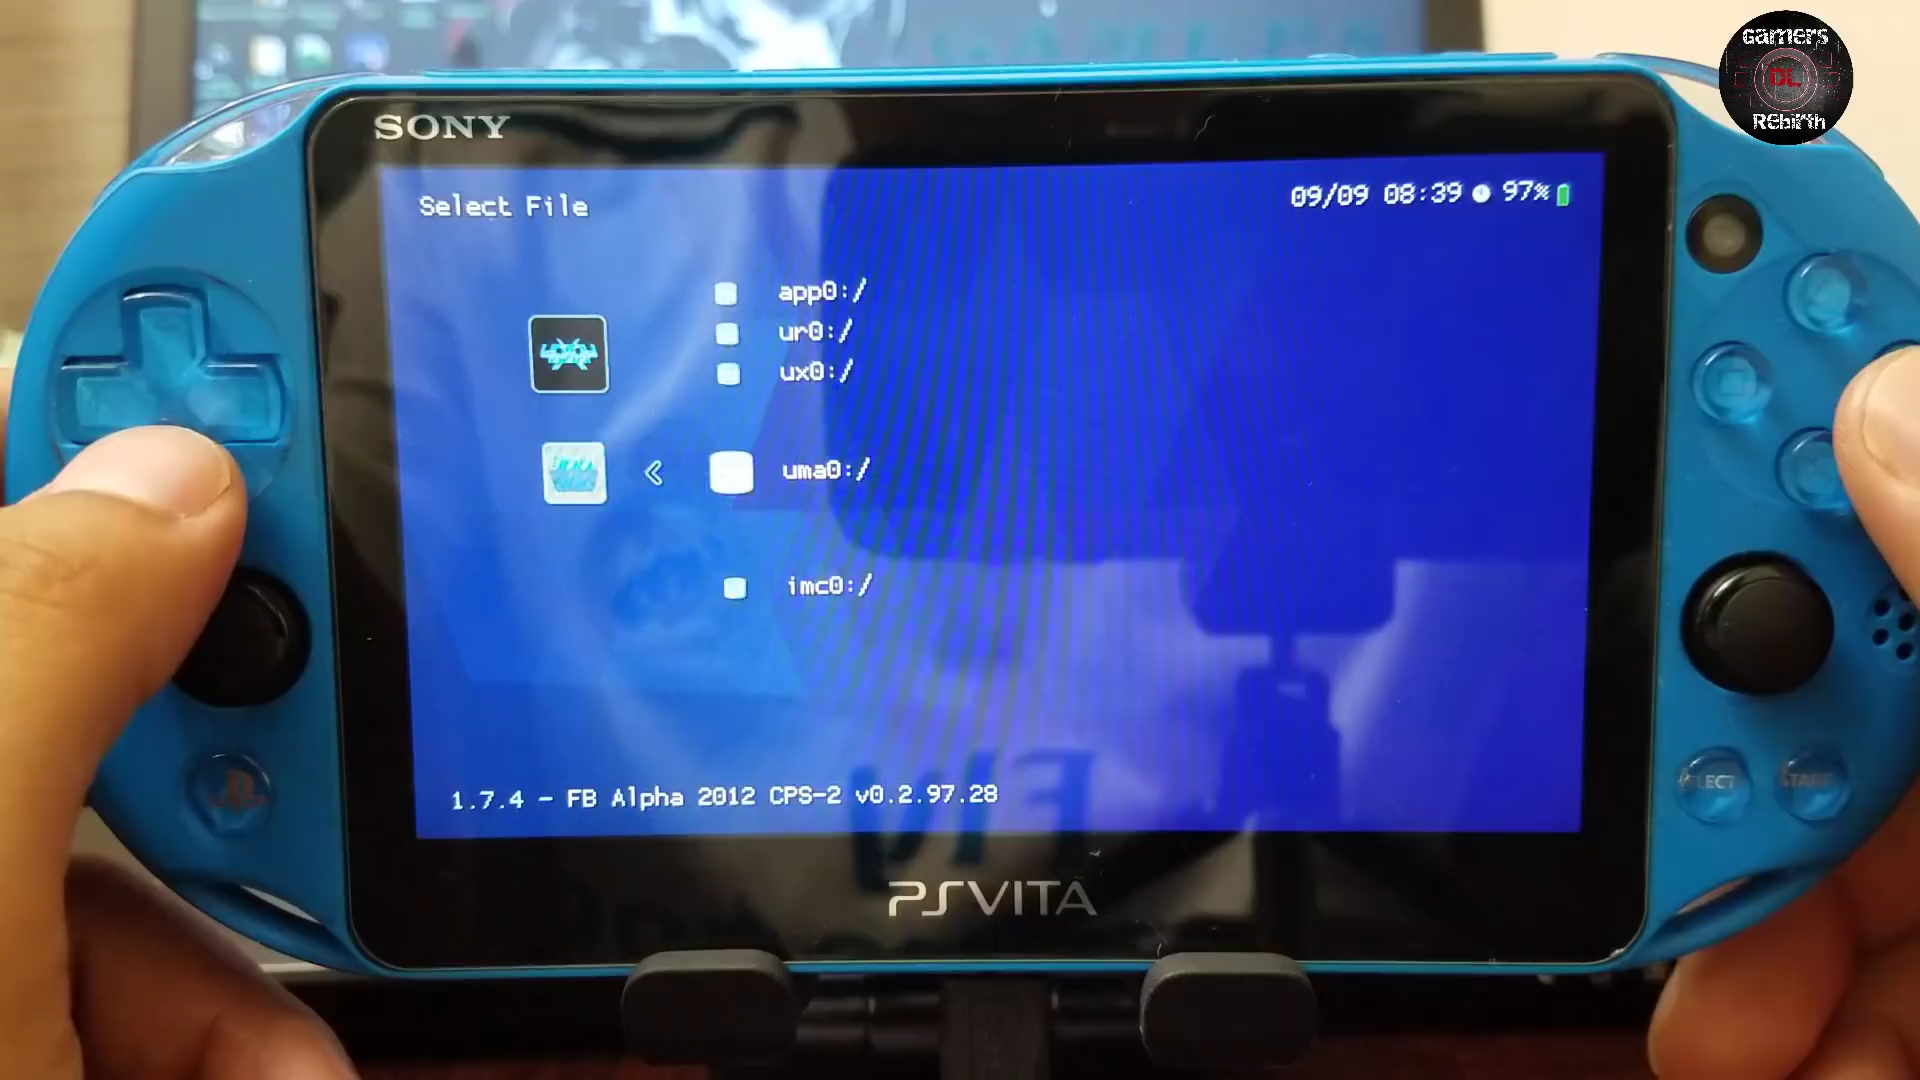 Gamers
DL
REbirth
SONY
Select File
09/09 08:39 97%
app0:/
ur0:/
ux0:/
uma0:/
imc0:/
1.7.4 - FB Alpha 2012 CPS-2 v0.2.97.28
PSVITA
START